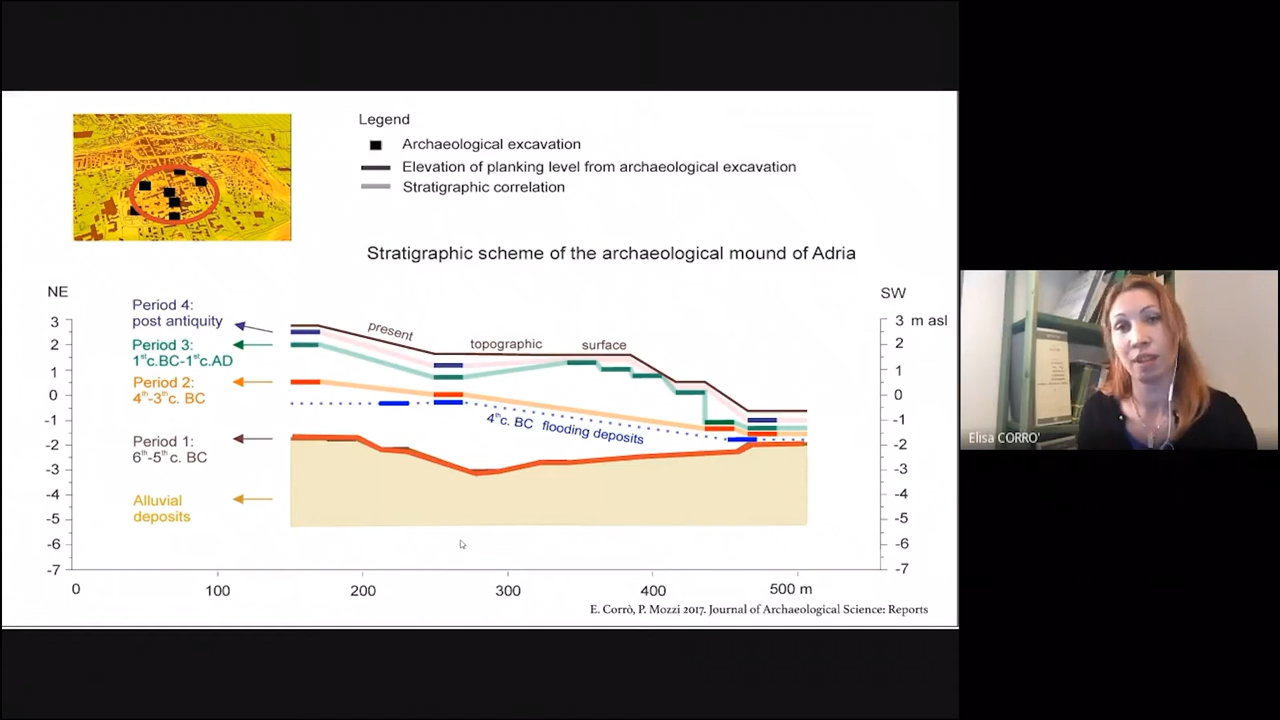 Legend
Archaeological excavation
Elevation of planking level from archaeological excavation
Stratigraphic correlation
Stratigraphic scheme of the archaeological mound of Adria
NE
SW
Period 4:
post antiquity
Period 3:
1st c.BC-1st c.AD
Period 2:
4th-3th c. BC
Period 1:
6th-5th c. BC
Alluvial
deposits
present
topographic
surface
4th c. BC flooding deposits
3
2
1
0
-1
-2
-3
-4
-5
-6
-7
3 m asl
2
1
0
-1
-2
-3
-4
-5
-6
-7
0
100
200
300
400
500 m
E. Corrò, P. Mozzi 2017. Journal of Archaeological Science: Reports
Elisa CORRO'